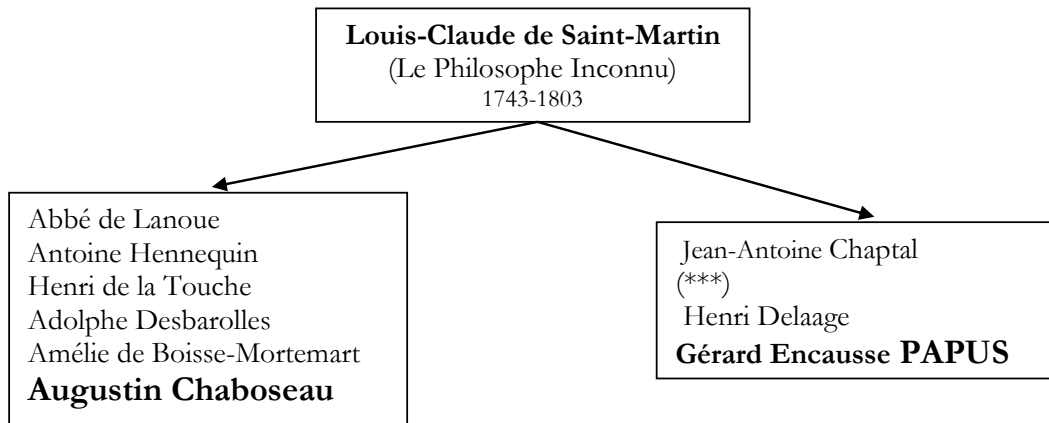 Louis-Claude de Saint-Martin
(Le Philosophe Inconnu)
1743-1803
Abbé de Lanoue
Antoine Hennequin
Henri de la Touche
Adolphe Desbarolles
Amélie de Boisse-Mortemart
Augustin Chaboseau
Jean-Antoine Chaptal
(***)
Henri Delaage
Gérard Encausse PAPUS